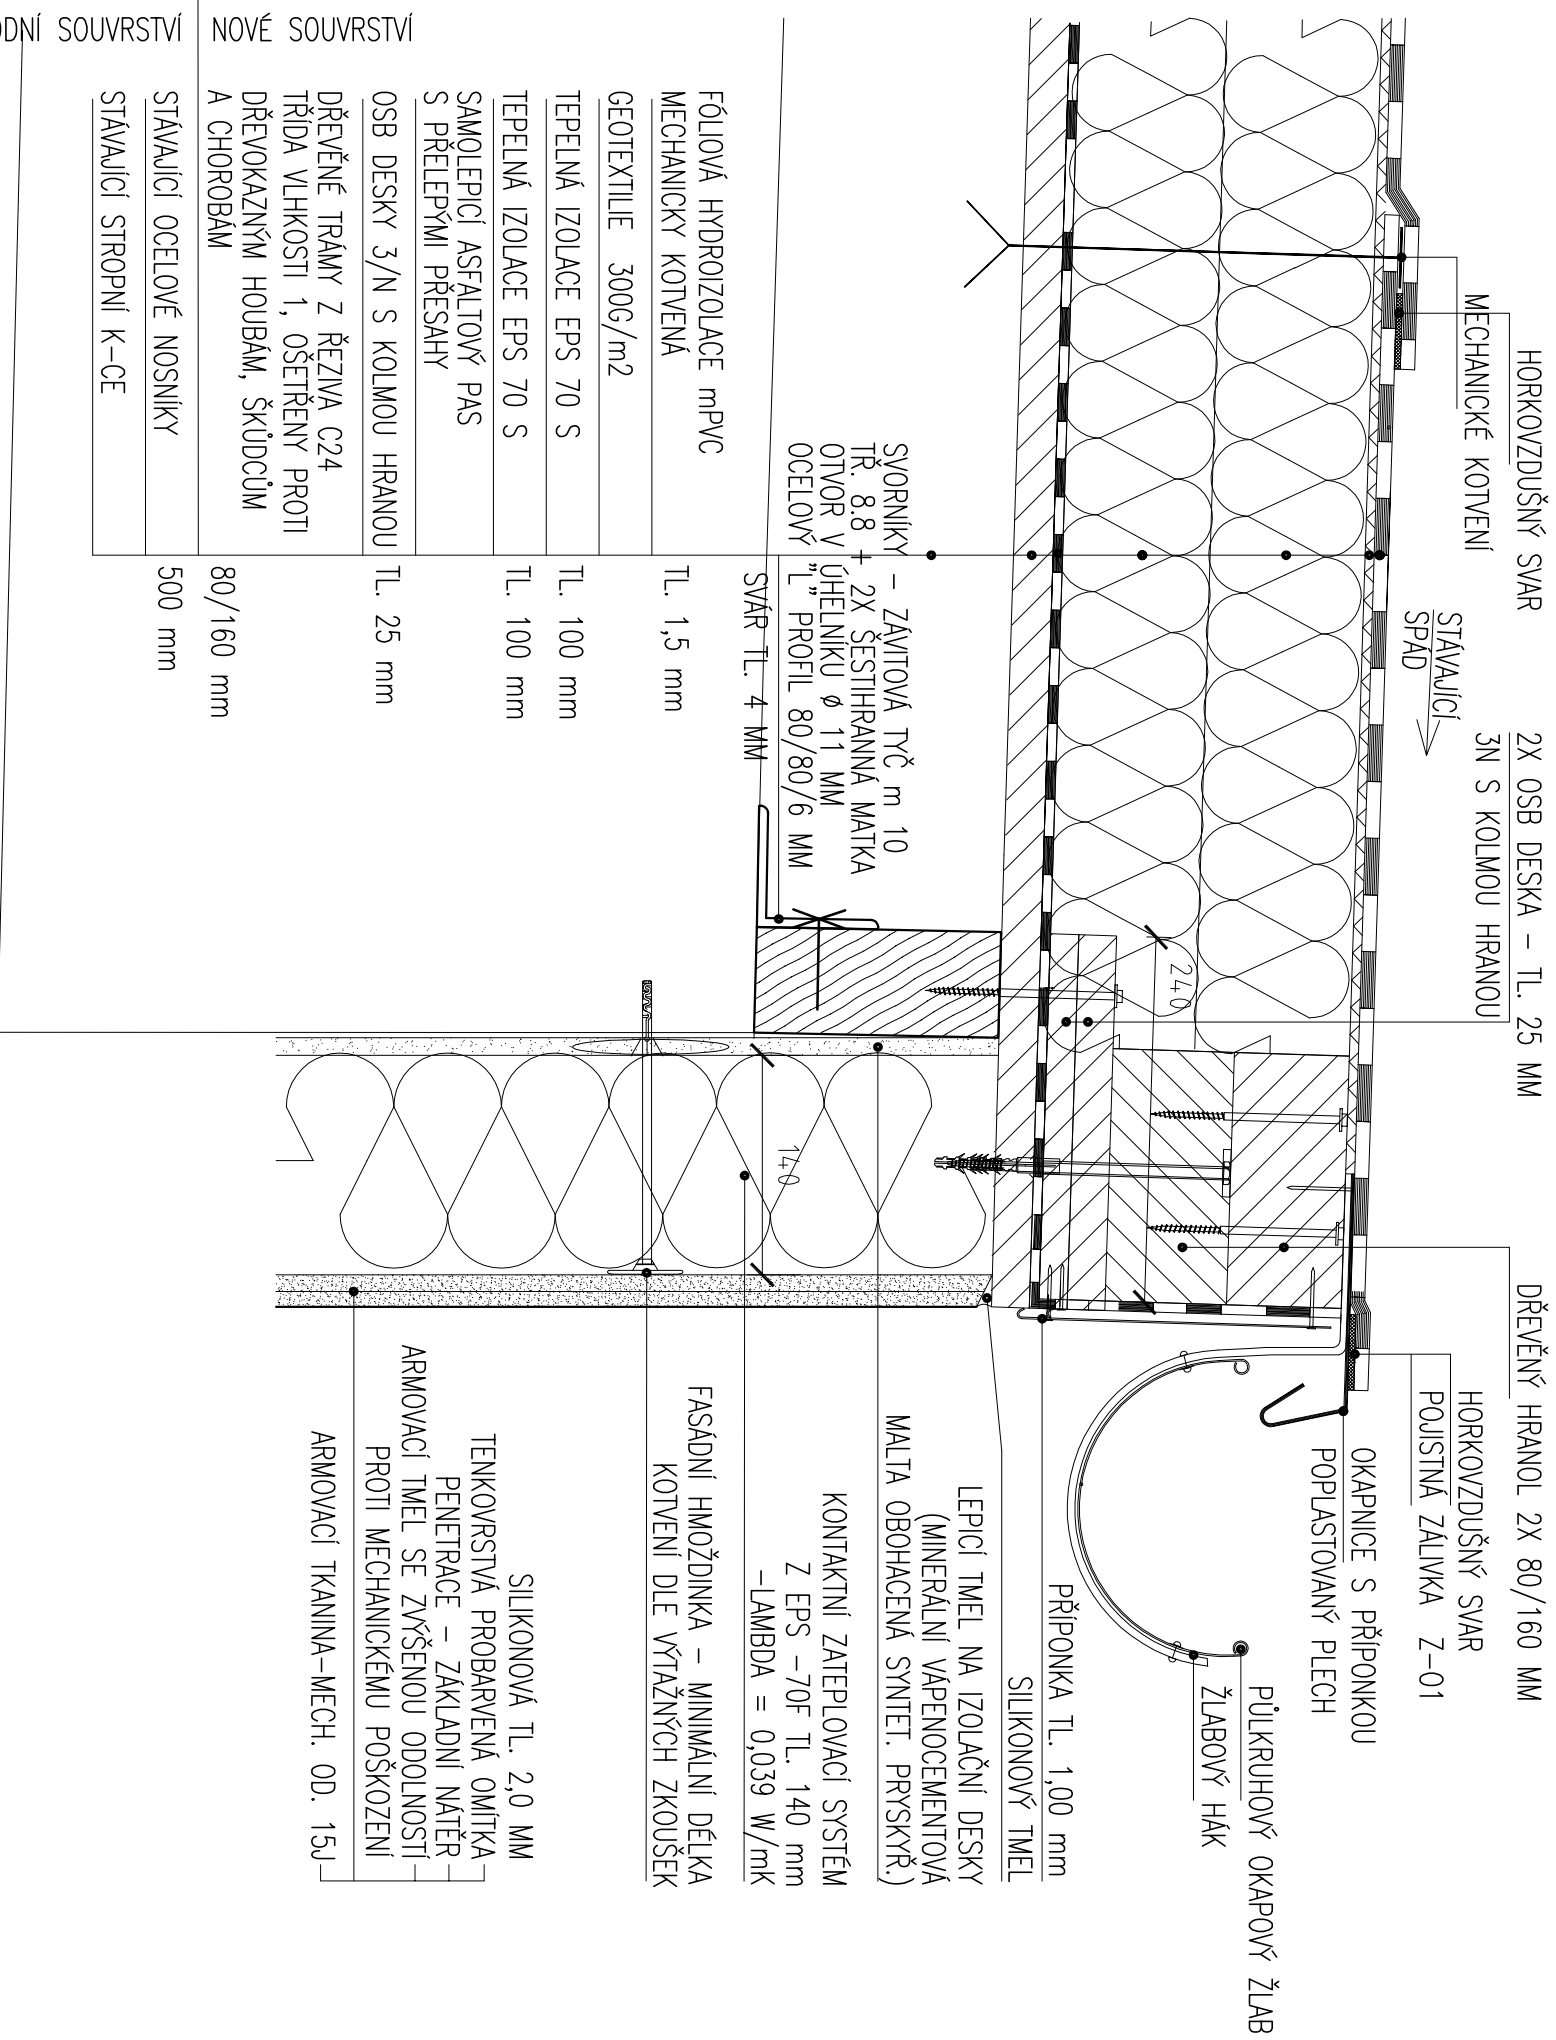 HORKOVZDUŠNÝ SVAR
MECHANICKÉ KOTVENÍ
STÁVAJÍCÍ
SPÁD
2X OSB DESKA - TL. 25 MM
3N S KOLMOU HRANOU
DŘEVĚNÝ HRANOL 2X 80/160 MM
HORKOVZDUŠNÝ SVAR
POJISTNÁ ZÁLIVKA Z-01
OKAPNICE S PŘÍPONKOU
POPLASTOVANÝ PLECH
PŮLKRUHOVÝ OKAPOVÝ ŽLAB
ŽLABOVÝ HÁK
240
140
SVORNÍKY - ZÁVITOVÁ TYČ m 10
TŘ. 8.8 + 2X ŠESTIHRANNÁ MATKA
OTVOR V ÚHELNÍKU ø 11 MM
OCELOVÝ "L" PROFIL 80/80/6 MM
SVÁR TL. 4 MM
FÓLIOVÁ HYDROIZOLACE mPVC
MECHANICKY KOTVENÁ TL. 1,5 mm
GEOTEXTILIE 300G/m2
TEPELNÁ IZOLACE EPS 70 S TL. 100 mm
TEPELNÁ IZOLACE EPS 70 S TL. 100 mm
SAMOLEPICÍ ASFALTOVÝ PAS
S PŘELEPÝMI PŘESAHY
OSB DESKY 3/N S KOLMOU HRANOU TL. 25 mm
DŘEVĚNÉ TRÁMY Z ŘEZIVA C24
TŘÍDA VLHKOSTI 1, OŠETŘENY PROTI
DŘEVOKAZNÝM HOUBÁM, ŠKŮDCŮM
A CHOROBÁM 80/160 mm
NOVÉ SOUVRSTVÍ
ODNÍ SOUVRSTVÍ
STÁVAJÍCÍ OCELOVÉ NOSNÍKY 500 mm
STÁVAJÍCÍ STROPNÍ K-CE
PŘÍPONKA TL. 1,00 mm
SILIKONOVÝ TMEL
LEPICÍ TMEL NA IZOLAČNÍ DESKY
(MINERÁLNÍ VÁPENOCEMENTOVÁ
MALTA OBOHACENÁ SYNTET. PRYSKYŘ.)
KONTAKTNÍ ZATEPLOVACÍ SYSTÉM
Z EPS -70F TL. 140 mm
-LAMBDA = 0,039 W/mK
FASÁDNÍ HMOŽDINKA - MINIMÁLNÍ DÉLKA
KOTVENÍ DLE VÝTAŽNÝCH ZKOUŠEK
SILIKONOVÁ TL. 2,0 MM
TENKOVRSTVÁ PROBARVENÁ OMÍTKA
PENETRACE - ZÁKLADNÍ NÁTĚR
ARMOVACÍ TMEL SE ZVÝŠENOU ODOLNOSTÍ
PROTI MECHANICKÉMU POŠKOZENÍ
ARMOVACÍ TKANINA-MECH. OD. 15J